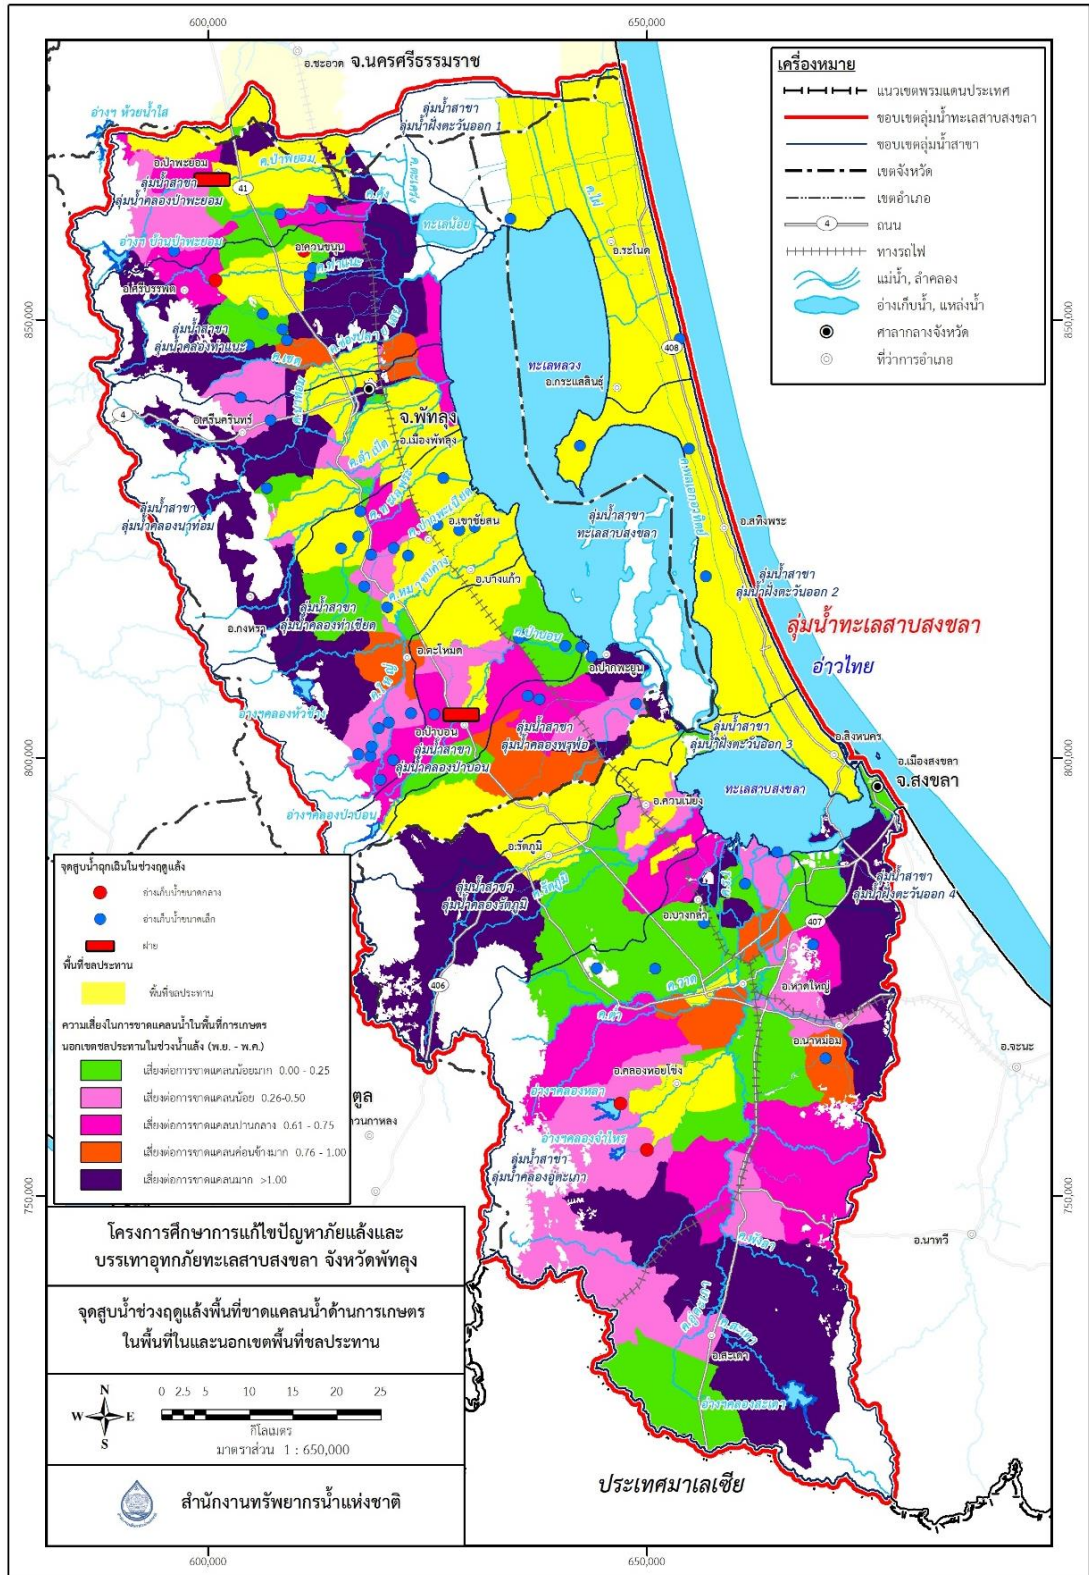 600,000
650,000
อ.ชะอวด
จ.นครศรีธรรมราช
อ่างฯ ห้วยน้ำใส
ลุ่มน้ำสาขา
ลุ่มน้ำฝั่งตะวันออก 1
อ.ป่าพะยอม
ค.ป่าพยอม
ลุ่มน้ำสาขา
ลุ่มน้ำคลองป่าพะยอม
41
ทะเลน้อย
อ่างฯ บ้านป่าพะยอม
อ.ควนขนุน
ค.ท่าแนะ
อ.ศรีบรรพต
อ.ระโนด
850,000
850,000
ลุ่มน้ำสาขา
ลุ่มน้ำคลองท่าแนะ
408
ทะเลหลวง
อ.กระแสสินธุ์
4
อ.ศรีนครินทร์
จ.พัทลุง
อ.เมืองพัทลุง
ค.ลำเป็ด
ลุ่มน้ำสาขา
ลุ่มน้ำคลองนาท่อม
อ.เขาชัยสน
ลุ่มน้ำสาขา
ทะเลสาบสงขลา
อ.สทิงพระ
อ.บางแก้ว
ลุ่มน้ำสาขา
ลุ่มน้ำฝั่งตะวันออก 2
ลุ่มน้ำสาขา
ลุ่มน้ำคลองท่าเชียด
อ.กงหรา
ลุ่มน้ำทะเลสาบสงขลา
ค.ป่าบอน
อ.ตะโหมด
อ.ปากพะยูน
อ่าวไทย
อ่างฯคลองหัวช้าง
อ.ป่าบอน
ลุ่มน้ำสาขา
ลุ่มน้ำคลองป่าบอน
ลุ่มน้ำสาขา
ลุ่มน้ำคลองพรุพ้อ
ลุ่มน้ำสาขา
ลุ่มน้ำฝั่งตะวันออก 3
อ.สิงหนคร
อ.เมืองสงขลา
จ.สงขลา
800,000
800,000
ทะเลสาบสงขลา
อ่างฯคลองป่าบอน
อ.ควนเนียง
อ.รัตภูมิ
ค.รัตภูมิ
ลุ่มน้ำสาขา
ลุ่มน้ำคลองรัตภูมิ
ลุ่มน้ำสาขา
ลุ่มน้ำฝั่งตะวันออก 4
อ.บางกล่ำ
407
406
ค.วาด
อ.หาดใหญ่
ค.ต่ำ
อ.นาหม่อม
อ.จะนะ
อ.คลองหอยโข่ง
อ่างฯคลองหลา
อ่างฯคลองจำไหร
ลุ่มน้ำสาขา
ลุ่มน้ำคลองอู่ตะเภา
ตูล
วนกาหลง
750,000
750,000
อ.นาทวี
ค.อู่ตะเภา
ค.สะเดา
อ.สะเดา
อ่างฯคลองสะเดา
ประเทศมาเลเซีย
เครื่องหมาย
แนวเขตพรมแดนประเทศ
ขอบเขตลุ่มน้ำทะเลสาบสงขลา
ขอบเขตลุ่มน้ำสาขา
เขตจังหวัด
เขตอำเภอ
4 ถนน
ทางรถไฟ
แม่น้ำ, ลำคลอง
อ่างเก็บน้ำ, แหล่งน้ำ
ศาลากลางจังหวัด
ที่ว่าการอำเภอ
จุดสูบน้ำฉุกเฉินในช่วงฤดูแล้ง
อ่างเก็บน้ำขนาดกลาง
อ่างเก็บน้ำขนาดเล็ก
ฝาย
พื้นที่ชลประทาน
พื้นที่ชลประทาน
ความเสี่ยงในการขาดแคลนน้ำในพื้นที่การเกษตร
นอกเขตชลประทานในช่วงน้ำแล้ง (พ.ย. - พ.ค.)
เสี่ยงต่อการขาดแคลนน้อยมาก 0.00 - 0.25
เสี่ยงต่อการขาดแคลนน้อย 0.26-0.50
เสี่ยงต่อการขาดแคลนปานกลาง 0.61 - 0.75
เสี่ยงต่อการขาดแคลนค่อนข้างมาก 0.76 - 1.00
เสี่ยงต่อการขาดแคลนมาก >1.00
โครงการศึกษาการแก้ไขปัญหาภัยแล้งและ
บรรเทาอุทกภัยทะเลสาบสงขลา จังหวัดพัทลุง
จุดสูบน้ำช่วงฤดูแล้งพื้นที่ขาดแคลนน้ำด้านการเกษตร
ในพื้นที่ในและนอกเขตพื้นที่ชลประทาน
N
W E
S
0 2.5 5 10 15 20 25
กิโลเมตร
มาตราส่วน 1 : 650,000
สำนักงานทรัพยากรน้ำแห่งชาติ
600,000
650,000